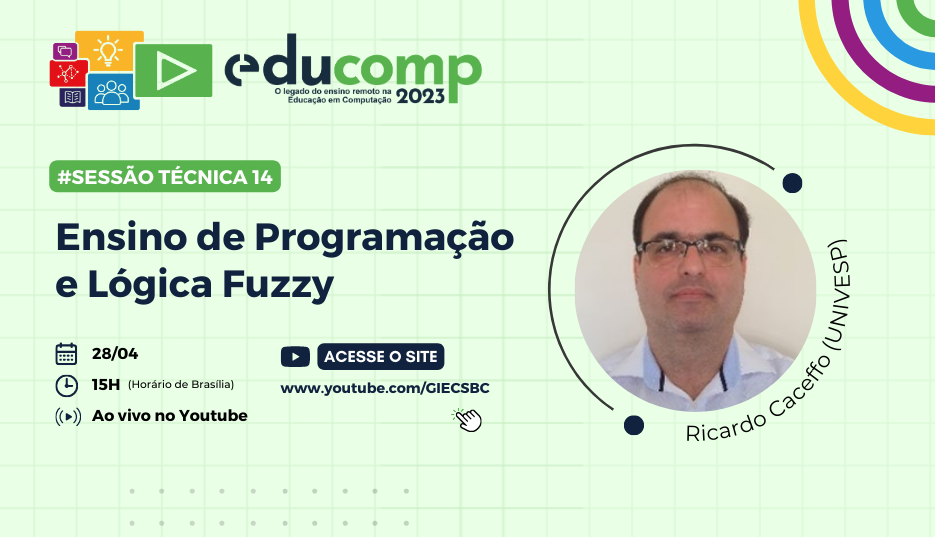 educomp
O legado do ensino remoto na
Educação em Computação
2023
#SESSÃO TÉCNICA 14
Ensino de Programação
e Lógica Fuzzy
28/04
15H (Horário de Brasília)
Ao vivo no Youtube
ACESSE O SITE
www.youtube.com/GIECSBC
Ricardo Caceffo (UNIVESP)